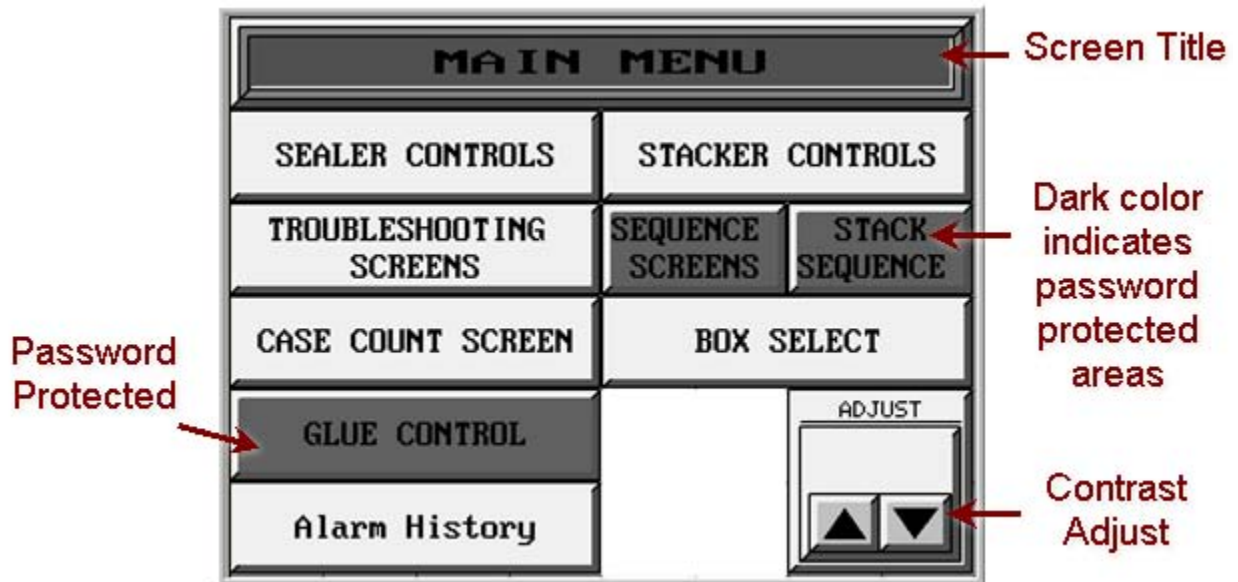 MAIN MENU
Screen Title
SEALER CONTROLS
STACKER CONTROLS
TROUBLESHOOTING
SCREENS
SEQUENCE
SCREENS
STACK
SEQUENCE
Dark color
indicates
password
protected
areas
CASE COUNT SCREEN
BOX SELECT
Password
Protected
GLUE CONTROL
ADJUST
Alarm History
Contrast
Adjust